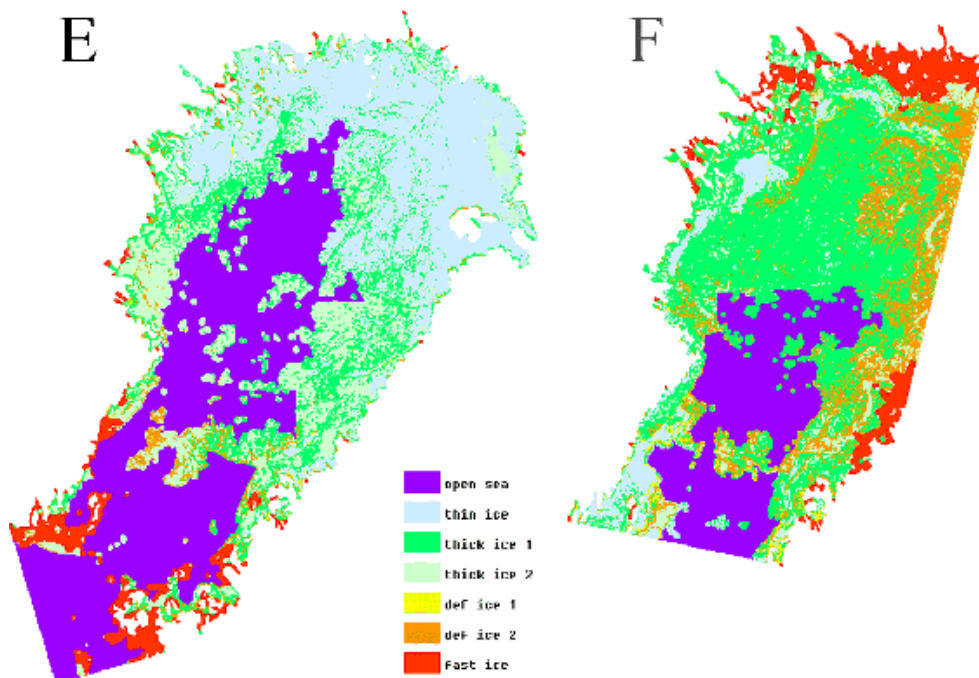 E
F
open sea
thin ice
thick ice 1
thick ice 2
def ice 1
def ice 2
Fast ice